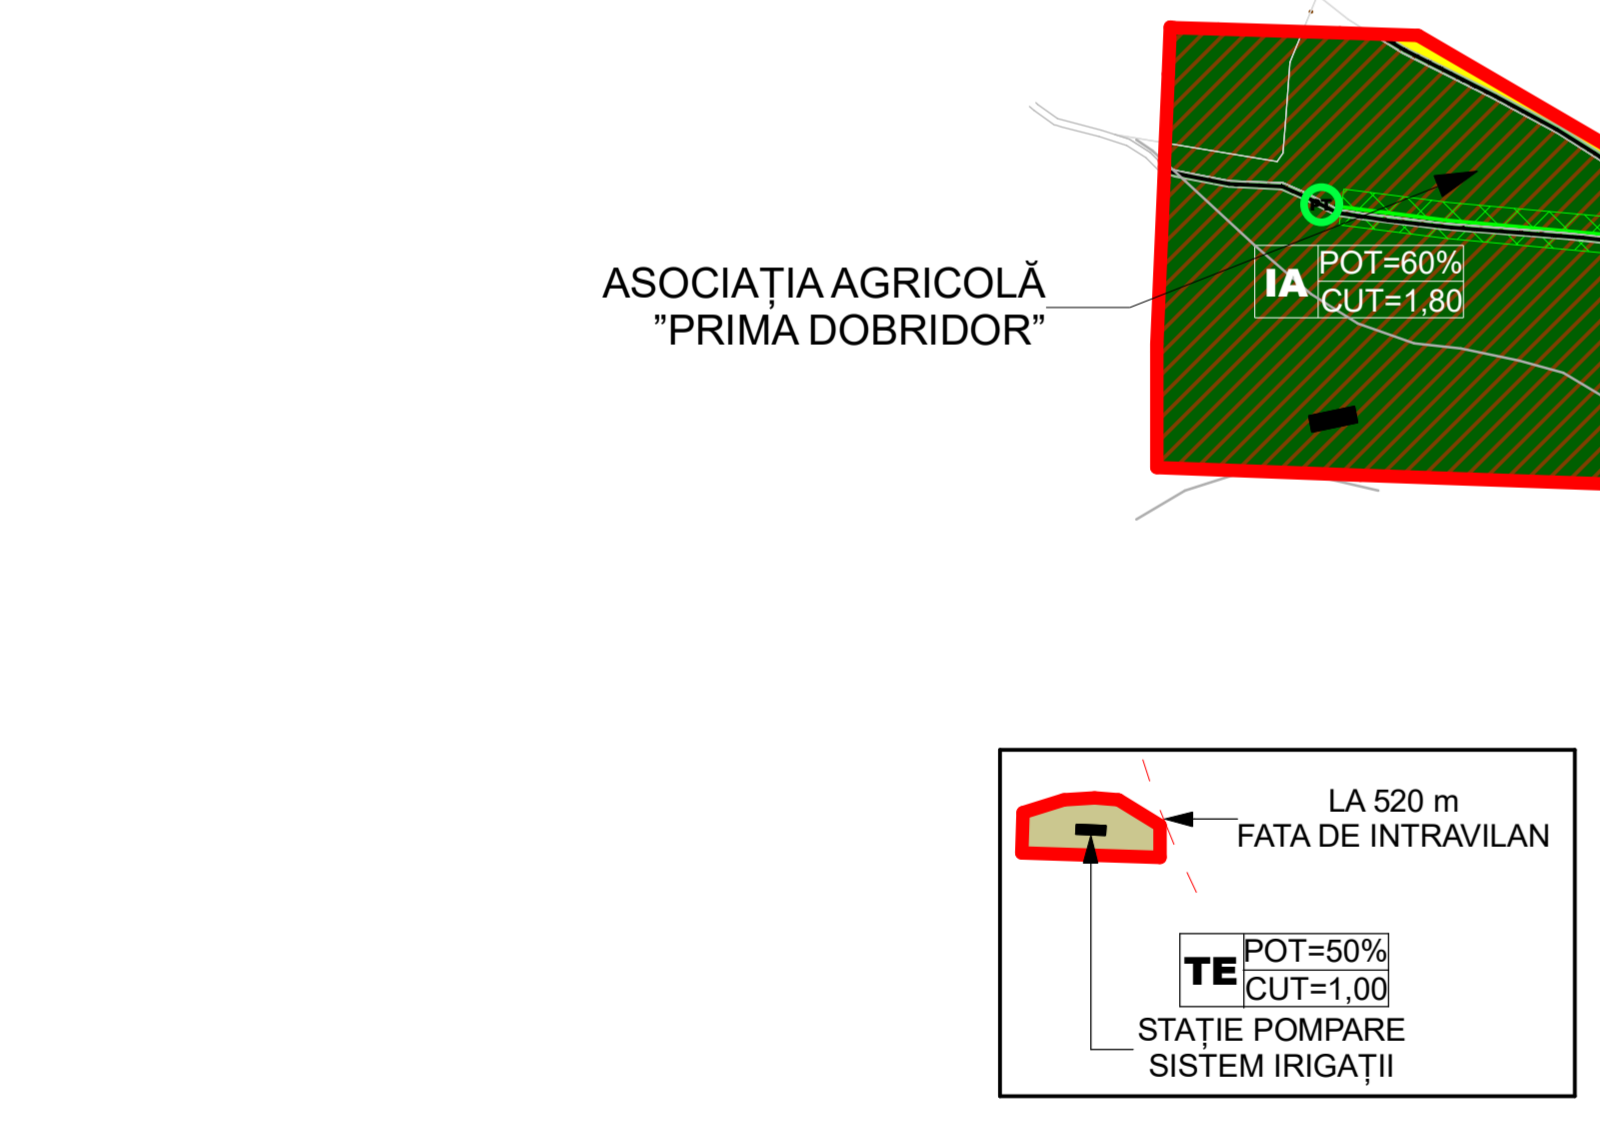 PT
ASOCIAȚIA AGRICOLĂ
”PRIMA DOBRIDOR”
IA
POT=60%
CUT=1,80
LA 520 m
FATA DE INTRAVILAN
TE
POT=50%
CUT=1,00
STAȚIE POMPARE
SISTEM IRIGAȚII